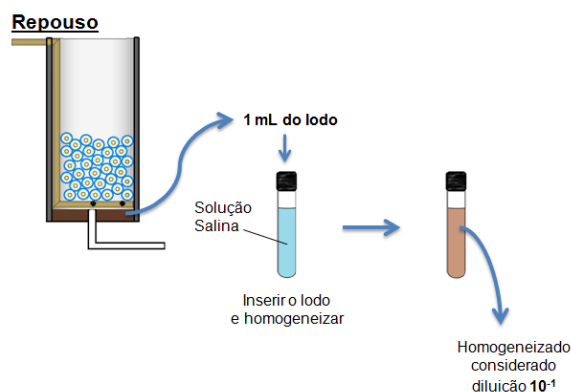 Repouso
1 mL do lodo
Solução
Salina
Inserir o lodo
e homogeneizar
Homogeneizado
considerado
diluição 10⁻¹